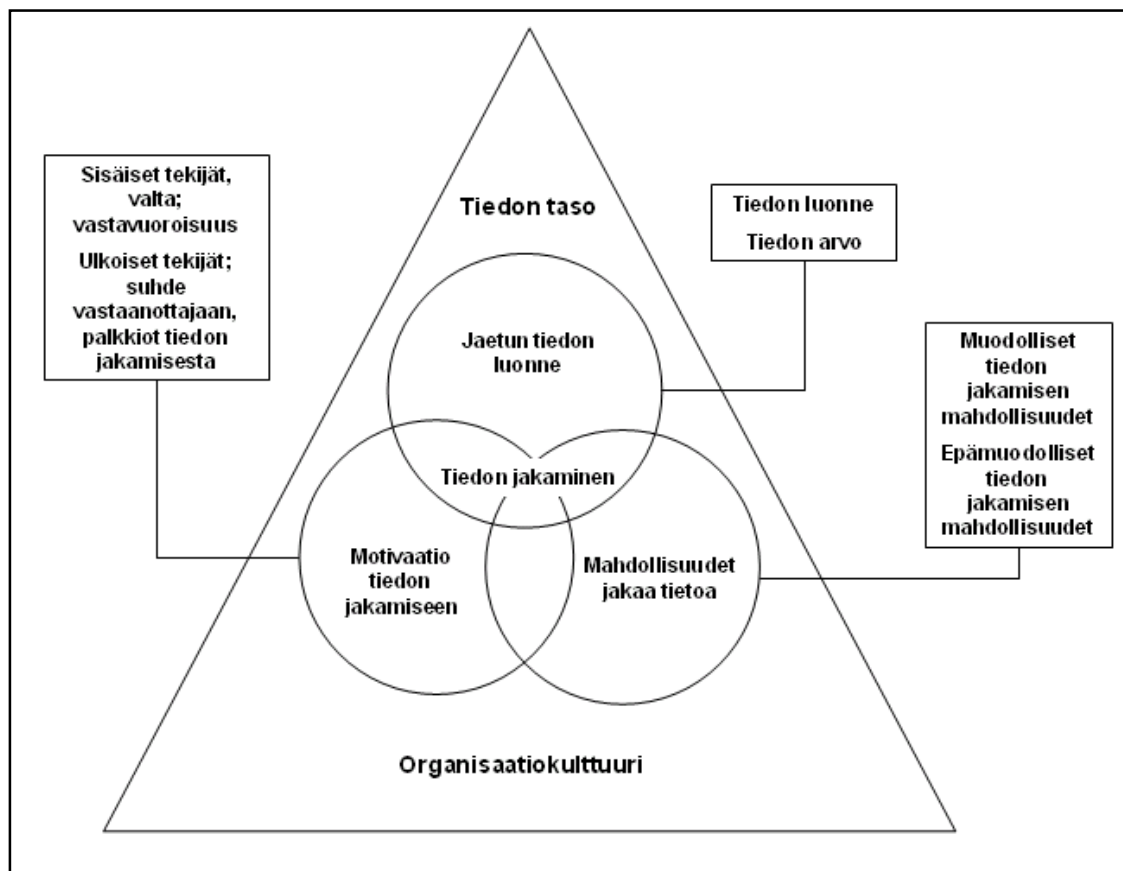 Sisäiset tekijät,
valta;
vastavuoroisuus
Ulkoiset tekijät;
suhde
vastaanottajaan,
palkkiot tiedon
jakamisesta
Tiedon taso
Tiedon luonne
Tiedon arvo
Jaetun tiedon
luonne
Muodolliset
tiedon
jakamisen
mahdollisuudet
Epämuodolliset
tiedon
jakamisen
mahdollisuudet
Tiedon jakaminen
Motivaatio
tiedon
jakamiseen
Mahdollisuudet
jakaa tietoa
Organisaatiokulttuuri